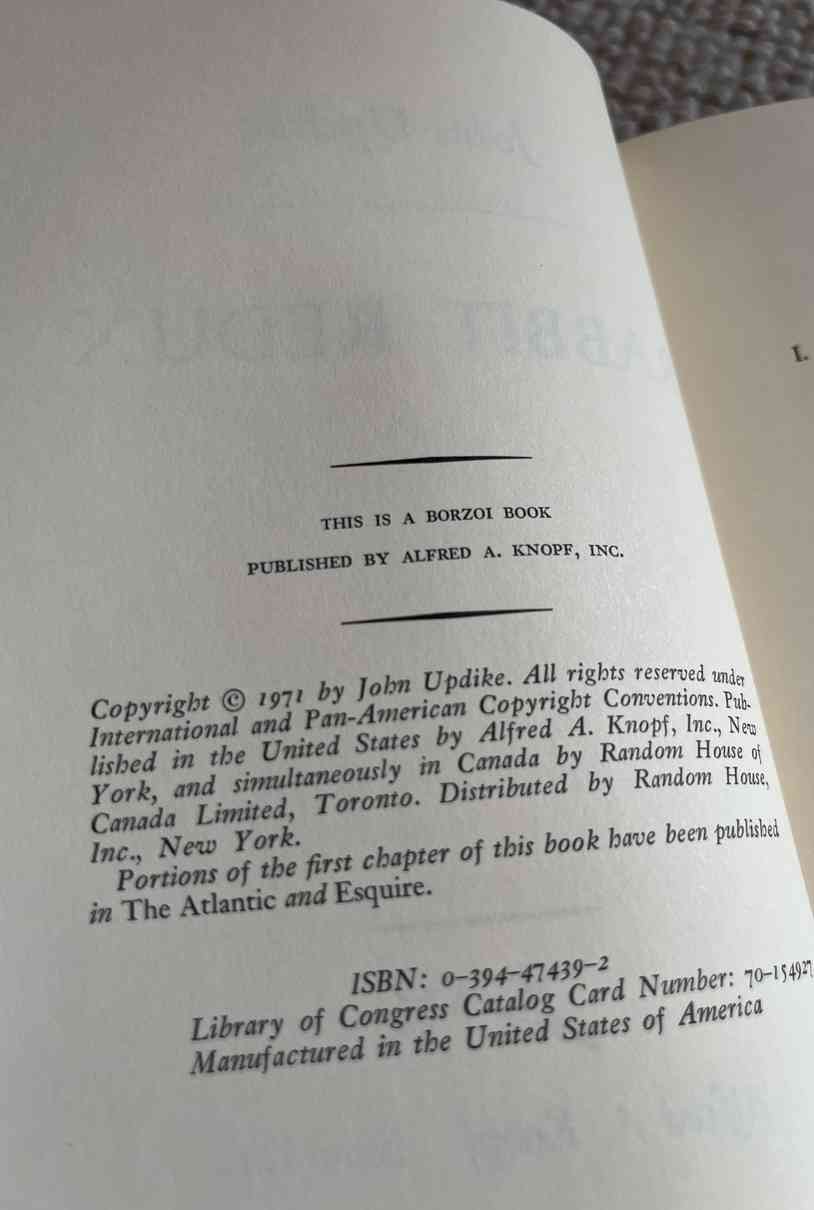 I.
THIS IS A BORZOI BOOK
PUBLISHED BY ALFRED A. KNOPF, INC.
Copyright © 1971 by John Updike. All rights reserved under
International and Pan-American Copyright Conventions. Pub-
lished in the United States by Alfred A. Knopf, Inc., New
York, and simultaneously in Canada by Random House of
Canada Limited, Toronto. Distributed by Random House,
Inc., New York.
Portions of the first chapter of this book have been published
in The Atlantic and Esquire.
ISBN: 0-394-47439-2
Library of Congress Catalog Card Number: 70-154927
Manufactured in the United States of America